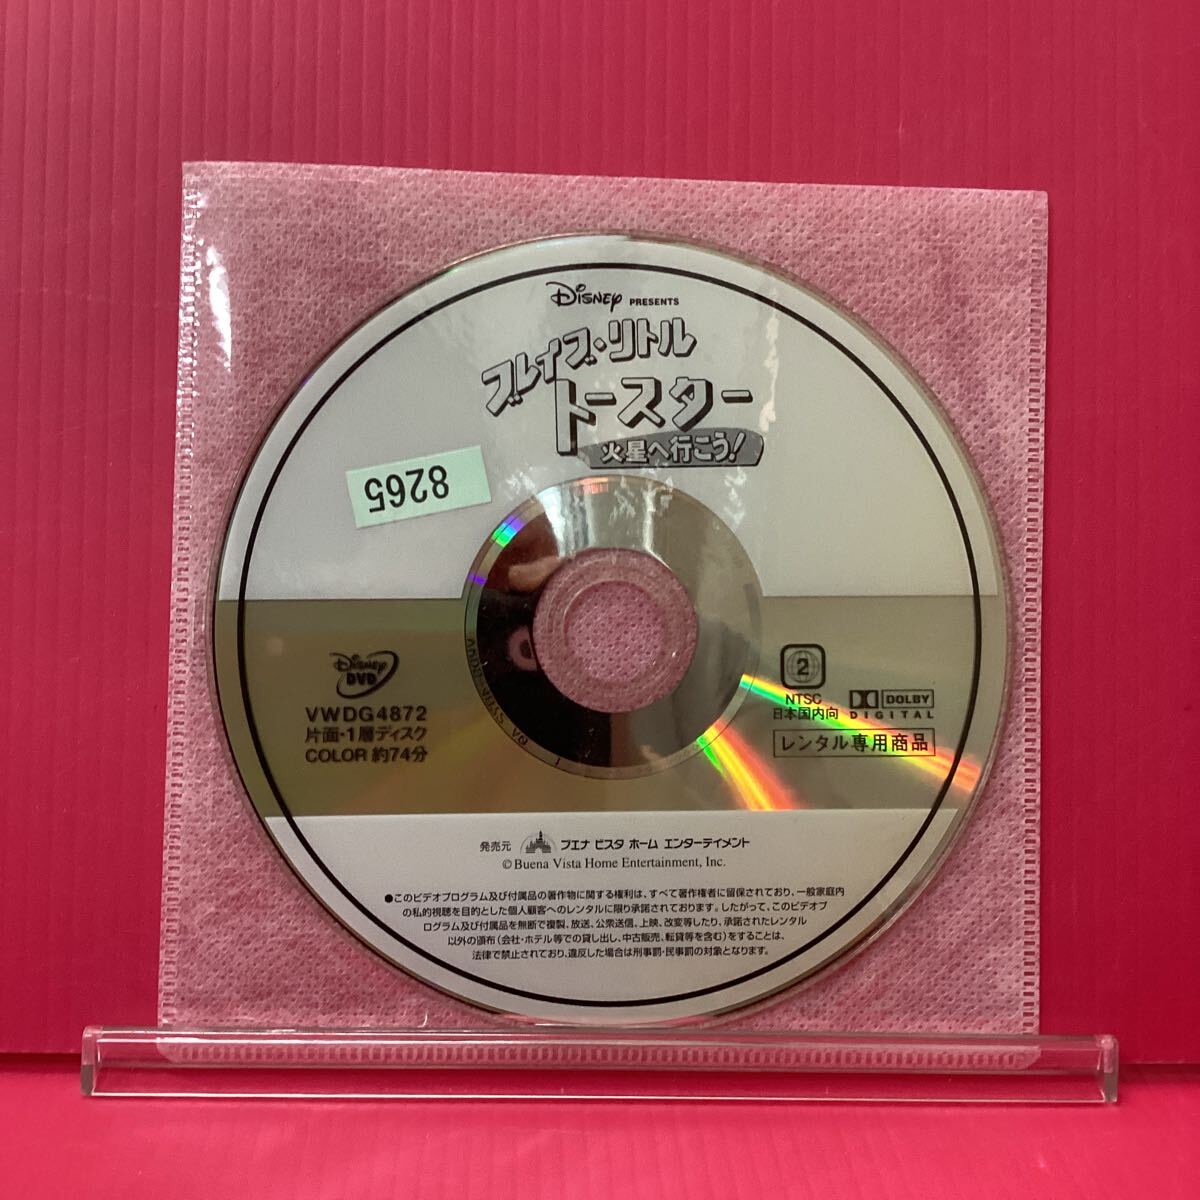 Disney PRESENTS
ブレイブ・リトル
トースター
火星へ行こう!
8265
Disney
DVD
VWDG4872
片面・1層ディスク
COLOR 約74分
2
NTSC
日本国内向
DOLBY
DIGITAL
レンタル専用商品
発売元 ブエナ ビスタ ホーム エンターテイメント
©Buena Vista Home Entertainment, Inc.
●このビデオプログラム及び付属品の著作物に関する権利は、すべて著作権者に留保されており、一般家庭内
の私的視聴を目的とした個人顧客へのレンタルに限り承諾されております。したがって、このビデオプ
ログラム及び付属品を無断で複製、放送、公衆送信、上映、改変等したり、承諾されたレンタル
以外の頒布(会社・ホテル等での貸し出し、中古販売、転貸等を含む)をすることは、
法律で禁止されており、違反した場合は刑事罰・民事罰の対象となります。